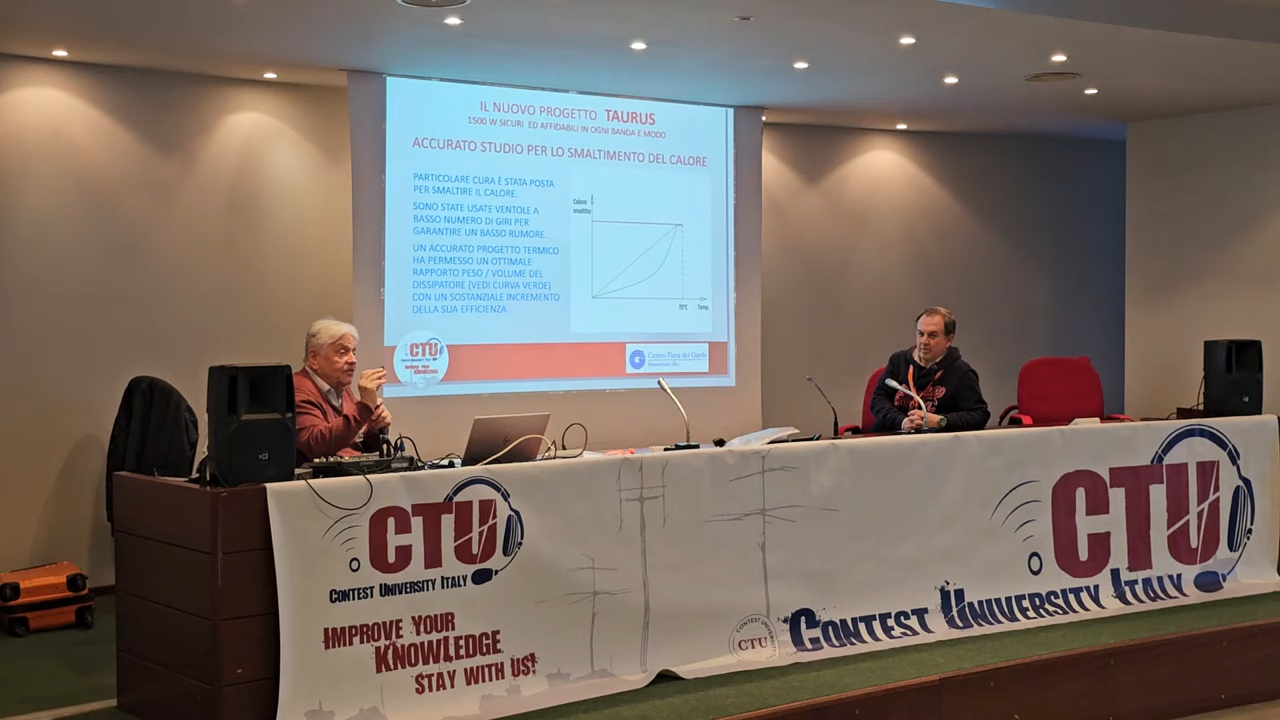 IL NUOVO PROGETTO TAURUS
1500 W SICURI ED AFFIDABILI IN OGNI BANDA E MODO
ACCURATO STUDIO PER LO SMALTIMENTO DEL CALORE
PARTICOLARE CURA È STATA POSTA
PER SMALTIRE IL CALORE.
SONO STATE USATE VENTOLE A
BASSO NUMERO DI GIRI PER
GARANTIRE UN BASSO RUMORE.
UN ACCURATO PROGETTO TERMICO
HA PERMESSO UN OTTIMALE
RAPPORTO PESO / VOLUME DEL
DISSIPATORE (VEDI CURVA VERDE)
CON UN SOSTANZIALE INCREMENTO
DELLA SUA EFFICIENZA.
Calore
smaltito
Temp.
CTU
IMPROVE YOUR
KNOWLEDGE
Centro Fiera del Garda
CTU
CONTEST UNIVERSITY ITALY
IMPROVE YOUR
KNOWLEDGE
STAY WITH US!
CONTEST UNIVERSITY
CTU
CTU
CONTEST UNIVERSITY ITALY